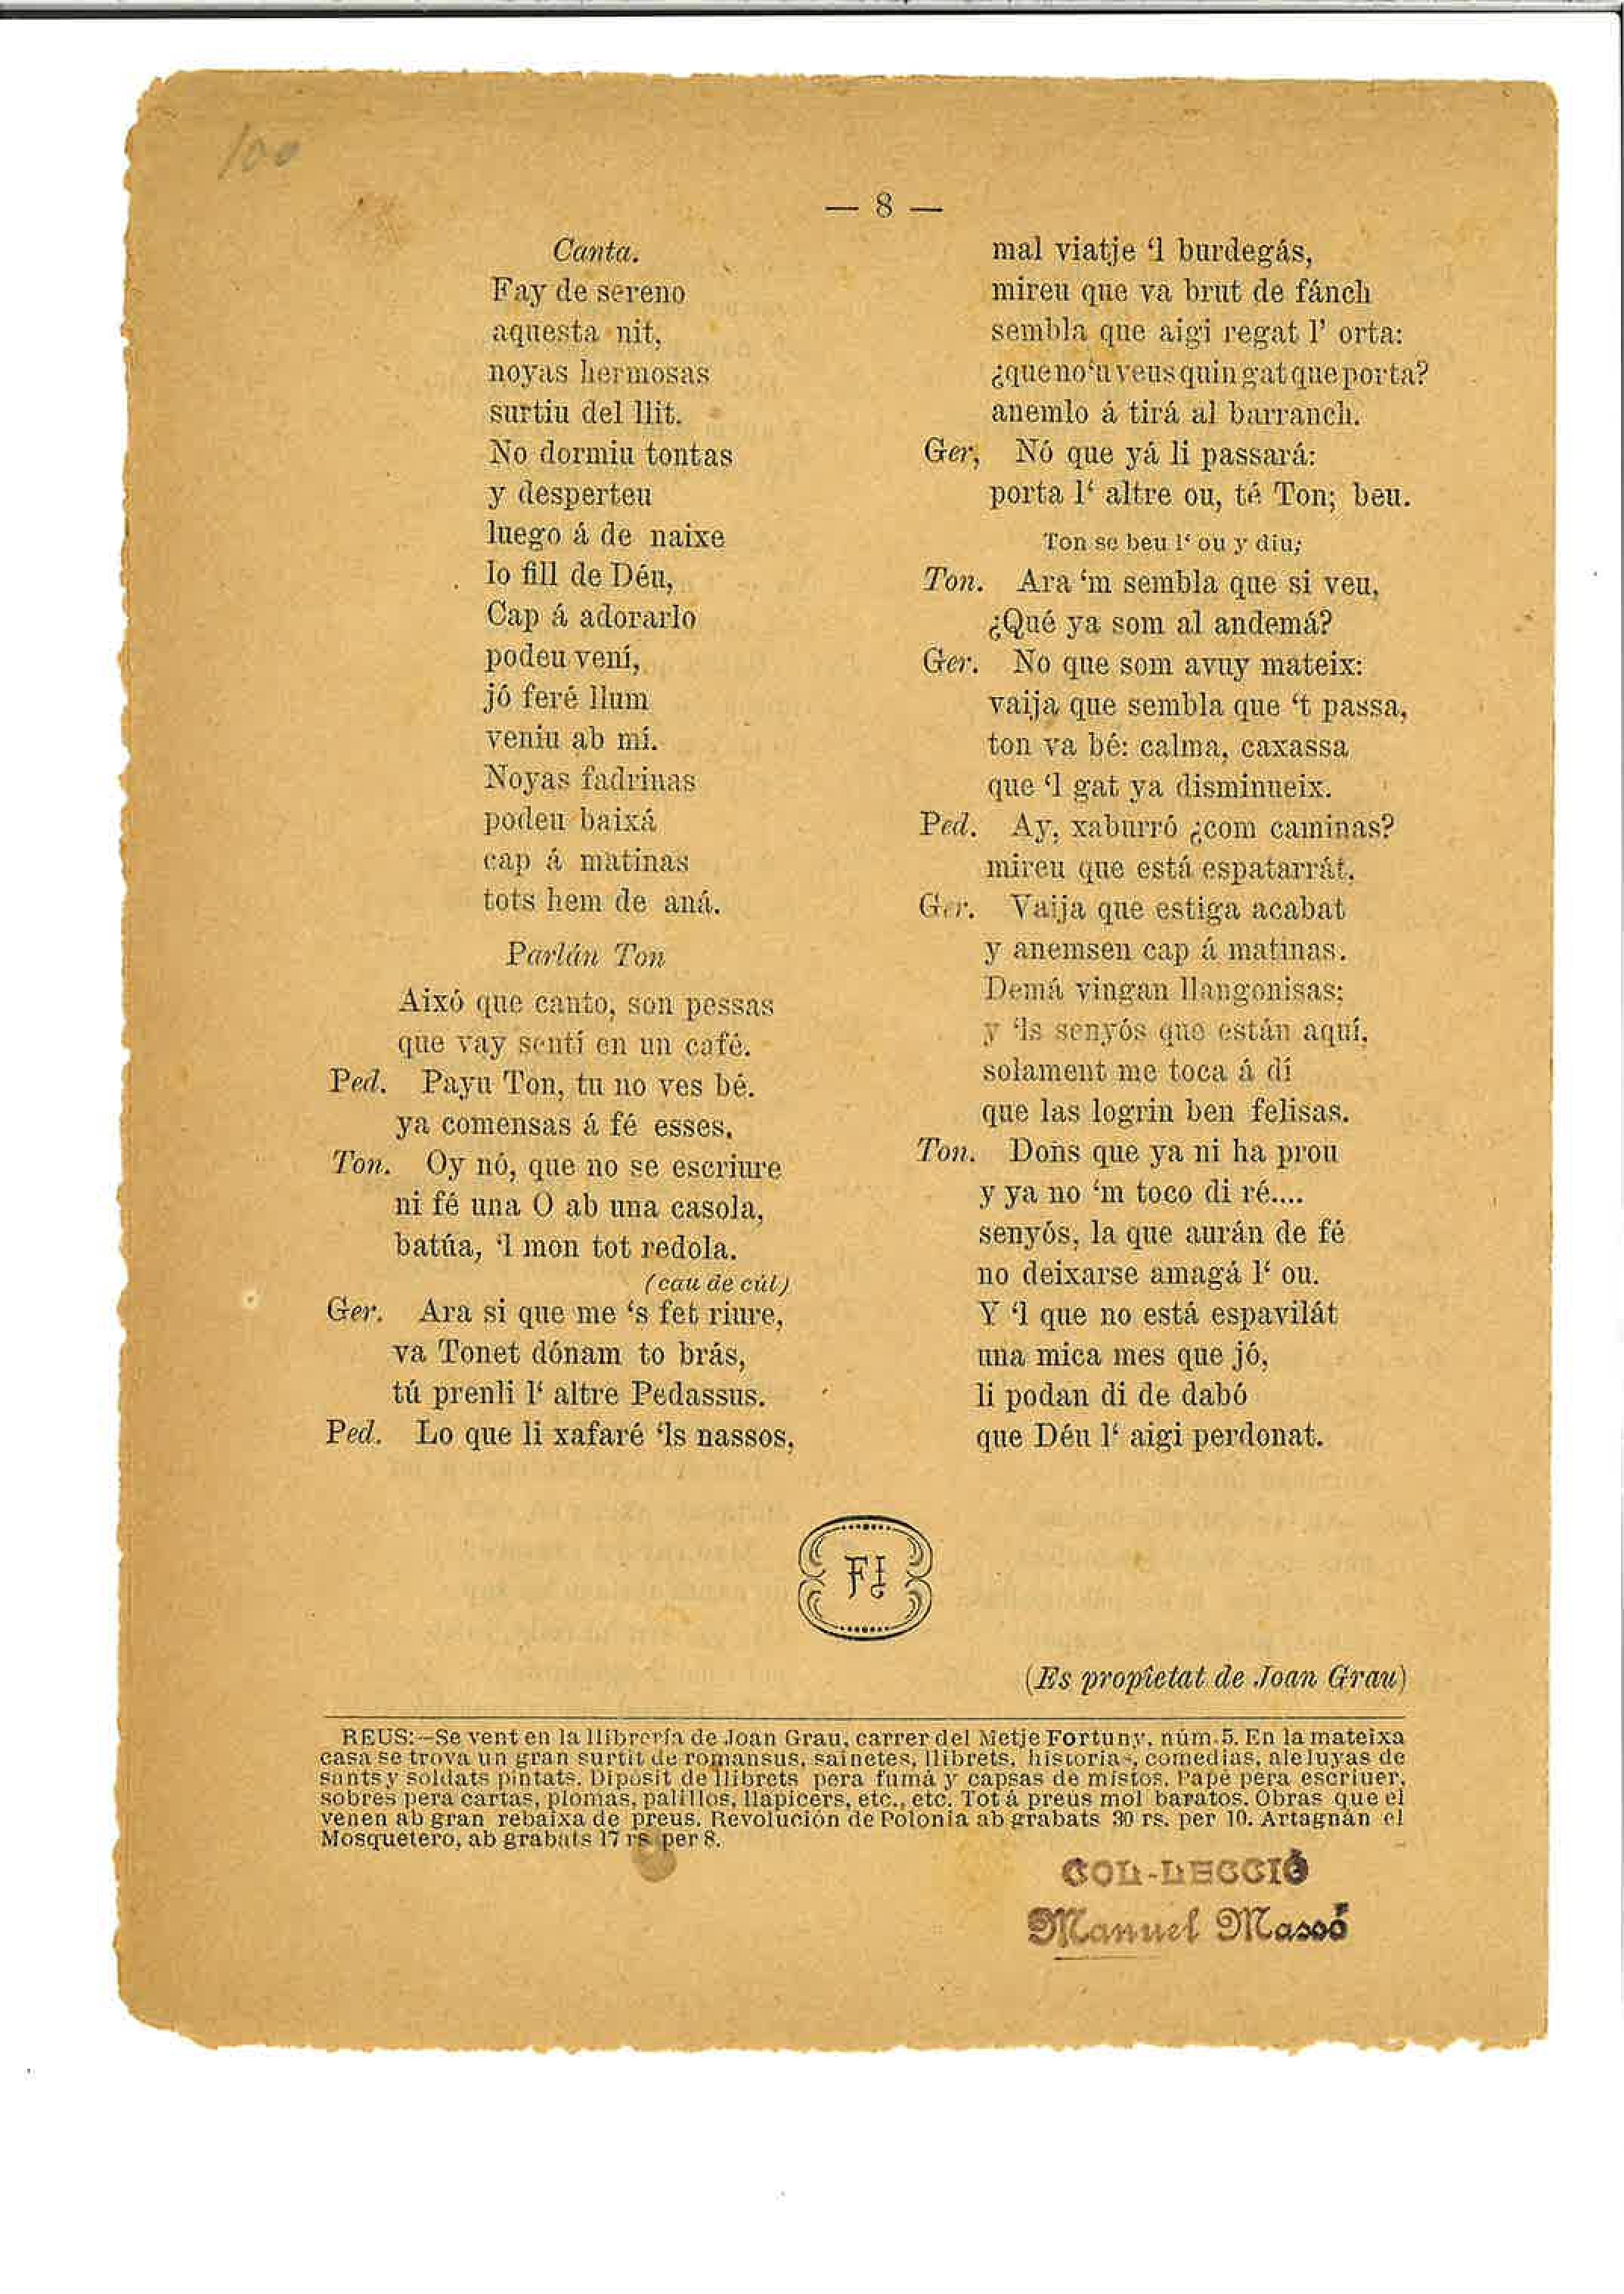 100
— 8 —
Canta.
Fay de sereno
aquesta nit,
noyas hermosas
surtiu del llit.
No dormiu tontas
y desperteu
luego á de naixe
lo fill de Déu,
Cap á adorarlo
podeu vení,
jó feré llum
veniu ab mí.
Noyas fadrinas
podeu baixá
cap á matinas
tots hem de aná.
Parlán Ton
Aixó que canto, son pessas
que vay sentí en un café.
Ped. Payu Ton, tu no ves bé.
ya comensas á fé esses,
Ton. Oy nó, que no se escriure
ni fé una O ab una casola,
batúa, ‘l mon tot redola.
(cau de cúl)
Ger. Ara si que me ‘s fet riure,
va Tonet dónam to brás,
tú prenli l‘ altre Pedassus.
Ped. Lo que li xafaré ‘ls nassos,
mal viatje ‘l burdegás,
mireu que va brut de fánch
sembla que aigi regat l’ orta:
¿que no‘u veus quin gat que porta?
anemlo á tirá al barranch.
Ger, Nó que yá li passará:
porta l‘ altre ou, té Ton; beu.
Ton se beu l‘ ou y diu;
Ton. Ara ‘m sembla que si veu,
¿Qué ya som al andemá?
Ger. No que som avuy mateix:
vaija que sembla que ‘t passa,
ton va bé: calma, caxassa
que ‘l gat ya disminueix.
Ped. Ay, xaburró ¿com caminas?
mireu que está espatarrát.
Ger. Vaija que estiga acabat
y anemsen cap á matinas.
Demá vingan llangonisas;
y ‘ls senyós que están aquí,
solament me toca á dí
que las logrin ben felisas.
Ton. Dons que ya ni ha prou
y ya no ‘m toco di ré....
senyós, la que aurán de fé
no deixarse amagá l‘ ou.
Y ‘l que no está espavilát
una mica mes que jó,
li podan di de dabó
que Déu l‘ aigi perdonat.
FI
(Es propietat de Joan Grau)
REUS:—Se vent en la llibrería de Joan Grau, carrer del Metje Fortuny, núm. 5. En la mateixa
casa se trova un gran surtit de romansus, sainetes, llibrets, historias, comedias, aleluyas de
sants y soldats pintats. Dipósit de llibrets pera fumá y capsas de mistos. Papé pera escriuer,
sobres pera cartas, plomas, palillos, llapicers, etc., etc. Tot á preus mol baratos. Obras que el
venen ab gran rebaixa de preus. Revolución de Polonia ab grabats 30 rs. per 10. Artagnán el
Mosquetero, ab grabats 17 rs. per 8.
COL-LECCIÓ
Manuel Massó